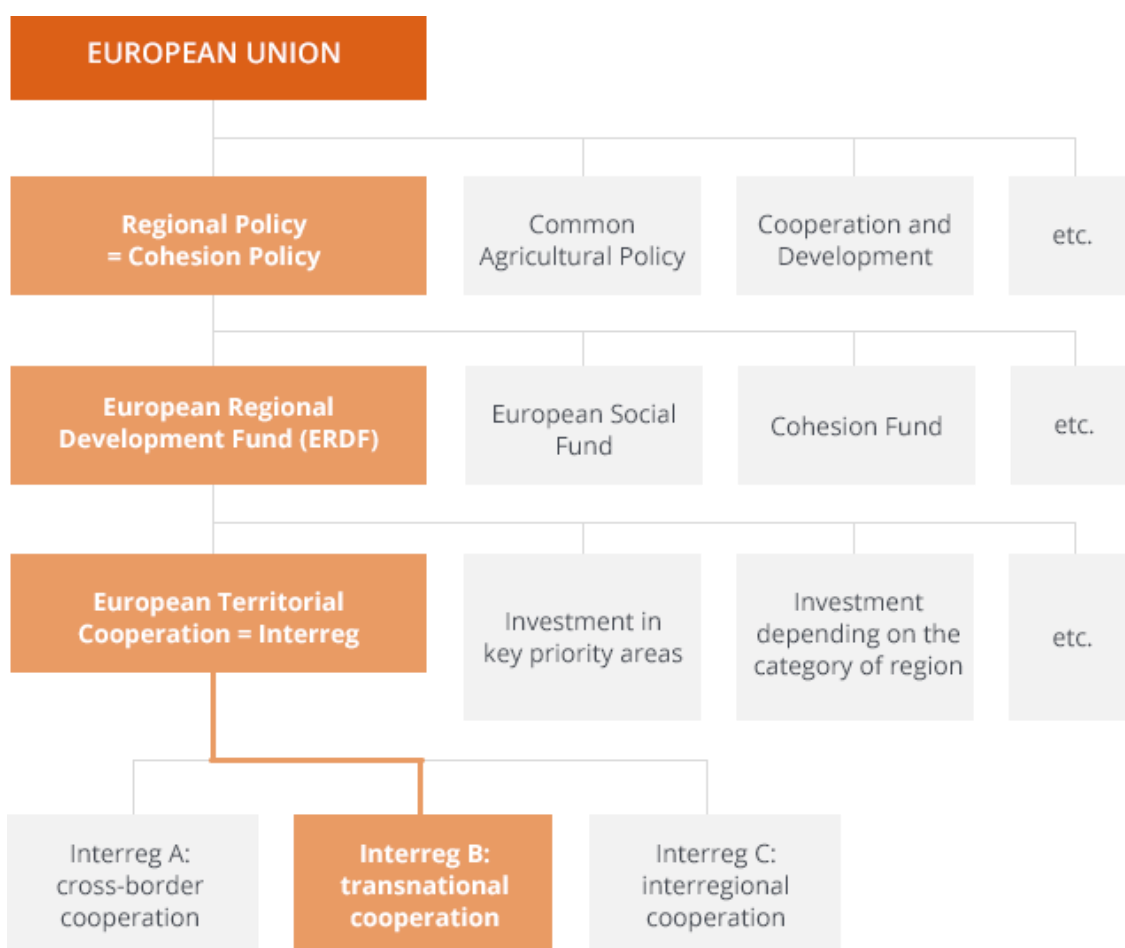 EUROPEAN UNION
Regional Policy
= Cohesion Policy
Common
Agricultural Policy
Cooperation and
Development
etc.
European Regional
Development Fund (ERDF)
European Social
Fund
Cohesion Fund
etc.
European Territorial
Cooperation = Interreg
Investment in
key priority areas
Investment
depending on the
category of region
etc.
Interreg A:
cross-border
cooperation
Interreg B:
transnational
cooperation
Interreg C:
interregional
cooperation